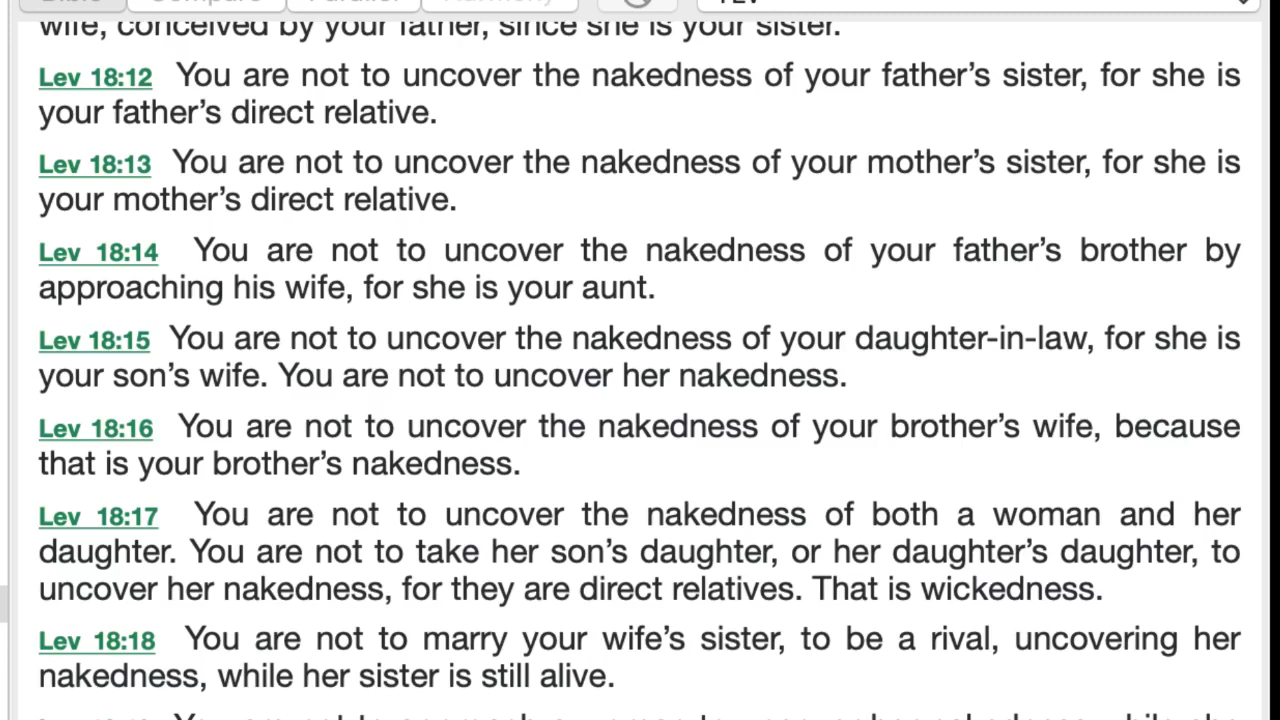 Bible Compare Parallel Harmony
wife, conceived by your father, since she is your sister.
Lev 18:12 You are not to uncover the nakedness of your father’s sister, for she is
your father’s direct relative.
Lev 18:13 You are not to uncover the nakedness of your mother’s sister, for she is
your mother’s direct relative.
Lev 18:14 You are not to uncover the nakedness of your father’s brother by
approaching his wife, for she is your aunt.
Lev 18:15 You are not to uncover the nakedness of your daughter-in-law, for she is
your son’s wife. You are not to uncover her nakedness.
Lev 18:16 You are not to uncover the nakedness of your brother’s wife, because
that is your brother’s nakedness.
Lev 18:17 You are not to uncover the nakedness of both a woman and her
daughter. You are not to take her son’s daughter, or her daughter’s daughter, to
uncover her nakedness, for they are direct relatives. That is wickedness.
Lev 18:18 You are not to marry your wife’s sister, to be a rival, uncovering her
nakedness, while her sister is still alive.